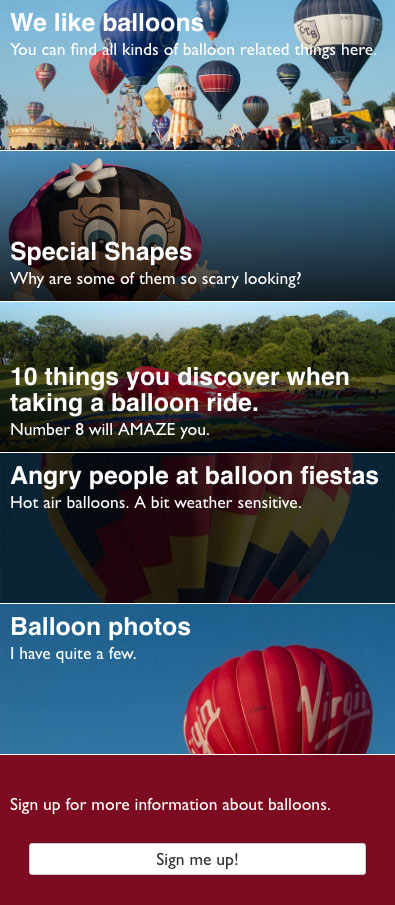 We like balloons
You can find all kinds of balloon related things here.
Special Shapes
Why are some of them so scary looking?
10 things you discover when
taking a balloon ride.
Number 8 will AMAZE you.
Angry people at balloon fiestas
Hot air balloons. A bit weather sensitive.
Balloon photos
I have quite a few.
Virgin
Virgin
Sign up for more information about balloons.
Sign me up!